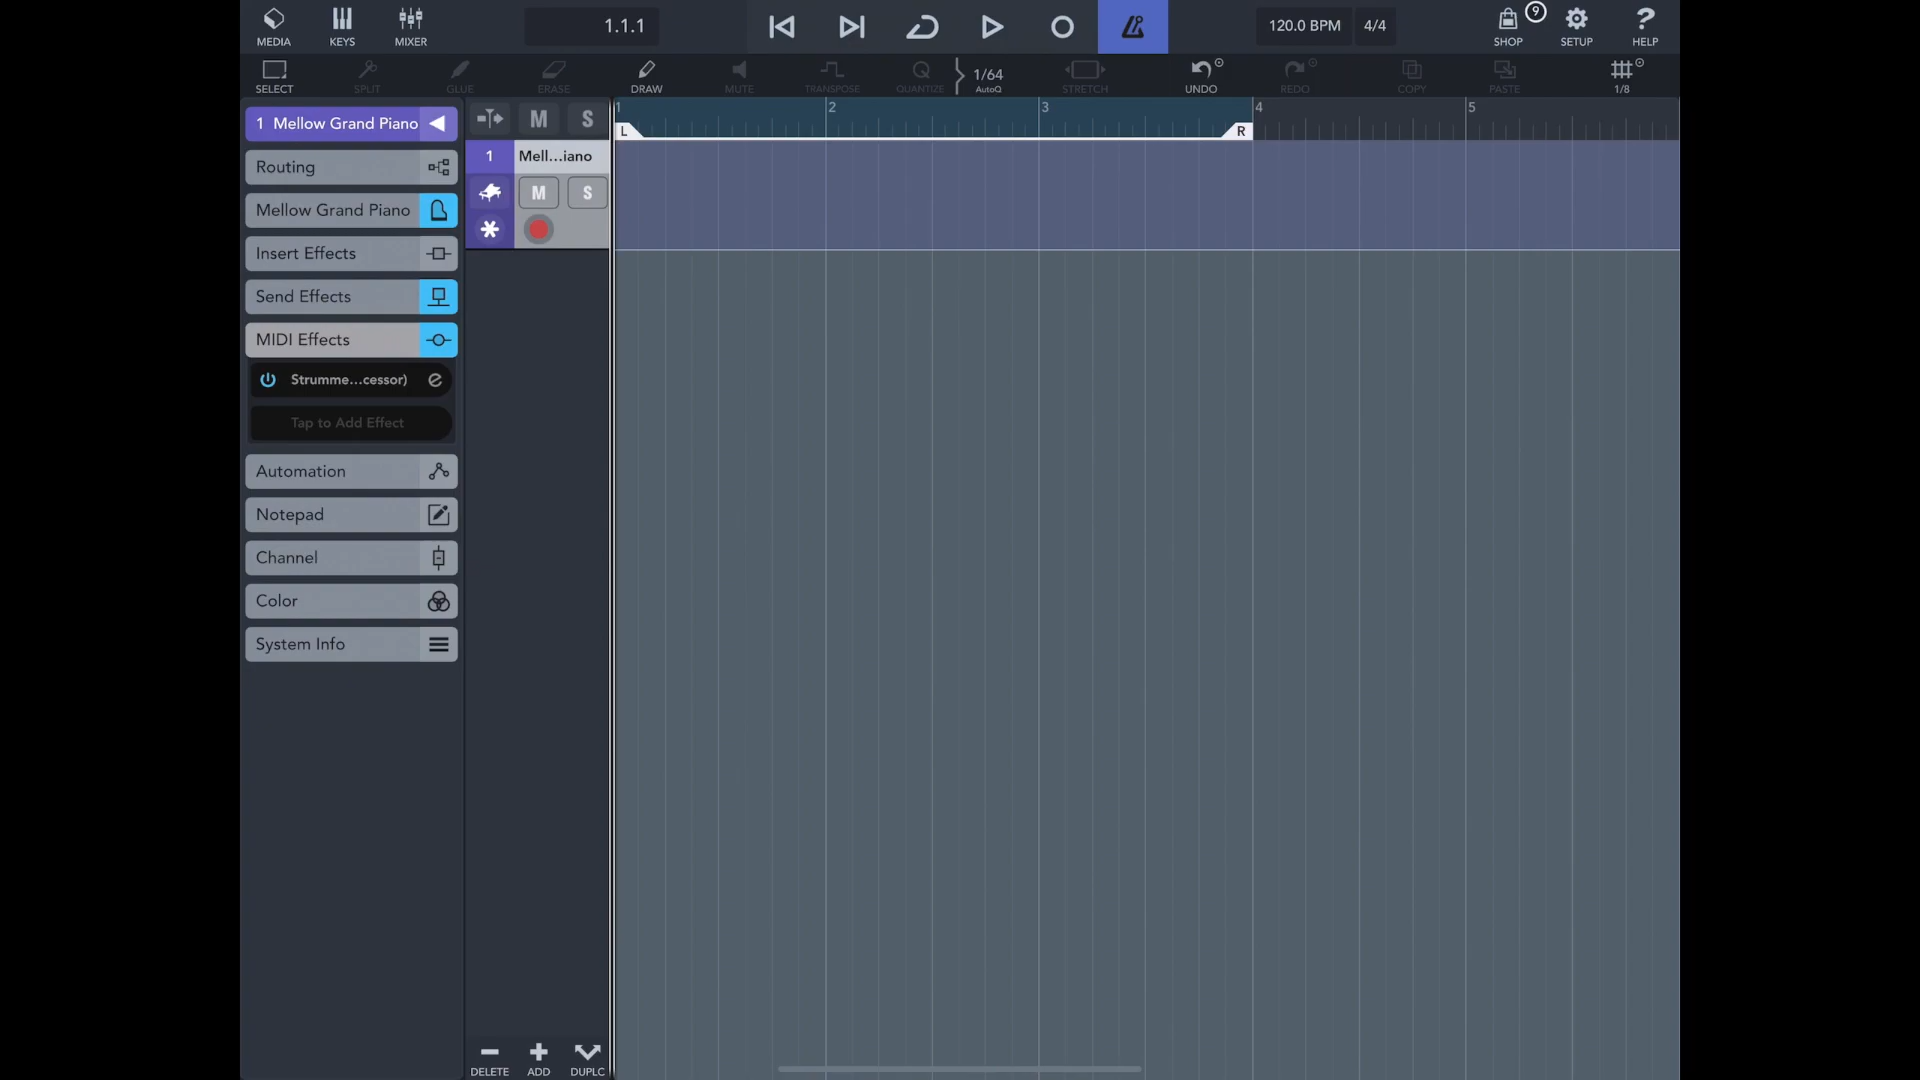 MEDIA
KEYS
MIXER
1.1.1
120.0 BPM
4/4
9
SHOP
SETUP
HELP
SELECT
SPLIT
GLUE
ERASE
DRAW
MUTE
TRANSPOSE
Q
QUANTIZE
1/64
AutoQ
STRETCH
UNDO
REDO
COPY
PASTE
1/8
1 Mellow Grand Piano
Routing
Mellow Grand Piano
Insert Effects
Send Effects
MIDI Effects
Strumme...cessor)
Tap to Add Effect
Automation
Notepad
Channel
Color
System Info
M
S
1
Mell...iano
M
S
1
2
3
4
5
L
R
DELETE
ADD
DUPLC